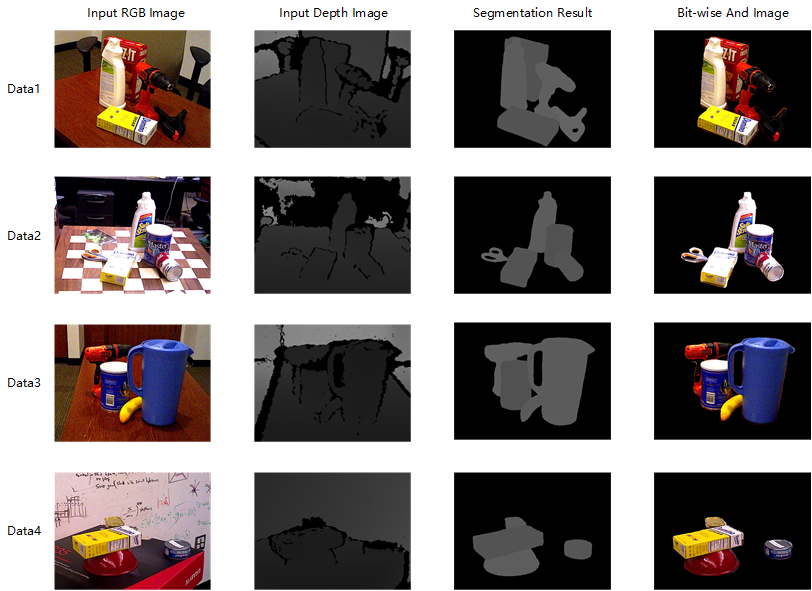 Input RGB Image
Input Depth Image
Segmentation Result
Bit-wise And Image
Data1
Data2
Data3
Data4